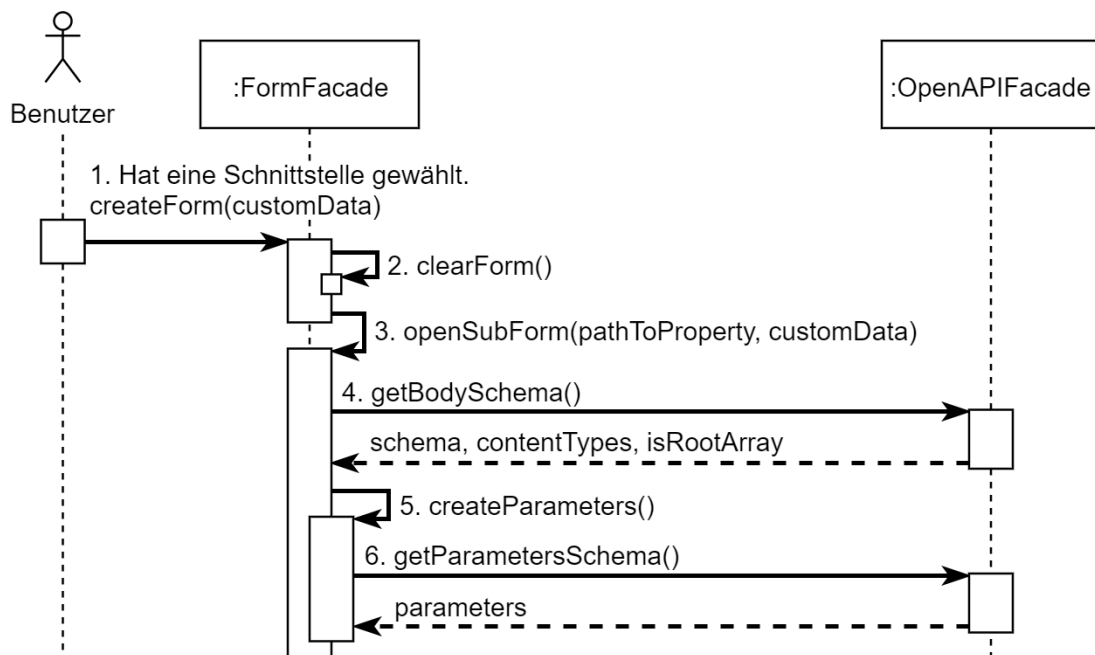 :FormFacade
:OpenAPIFacade
Benutzer
1. Hat eine Schnittstelle gewählt.
createForm(customData)
2. clearForm()
3. openSubForm(pathToProperty, customData)
4. getBodySchema()
schema, contentTypes, isRootArray
5. createParameters()
6. getParametersSchema()
parameters